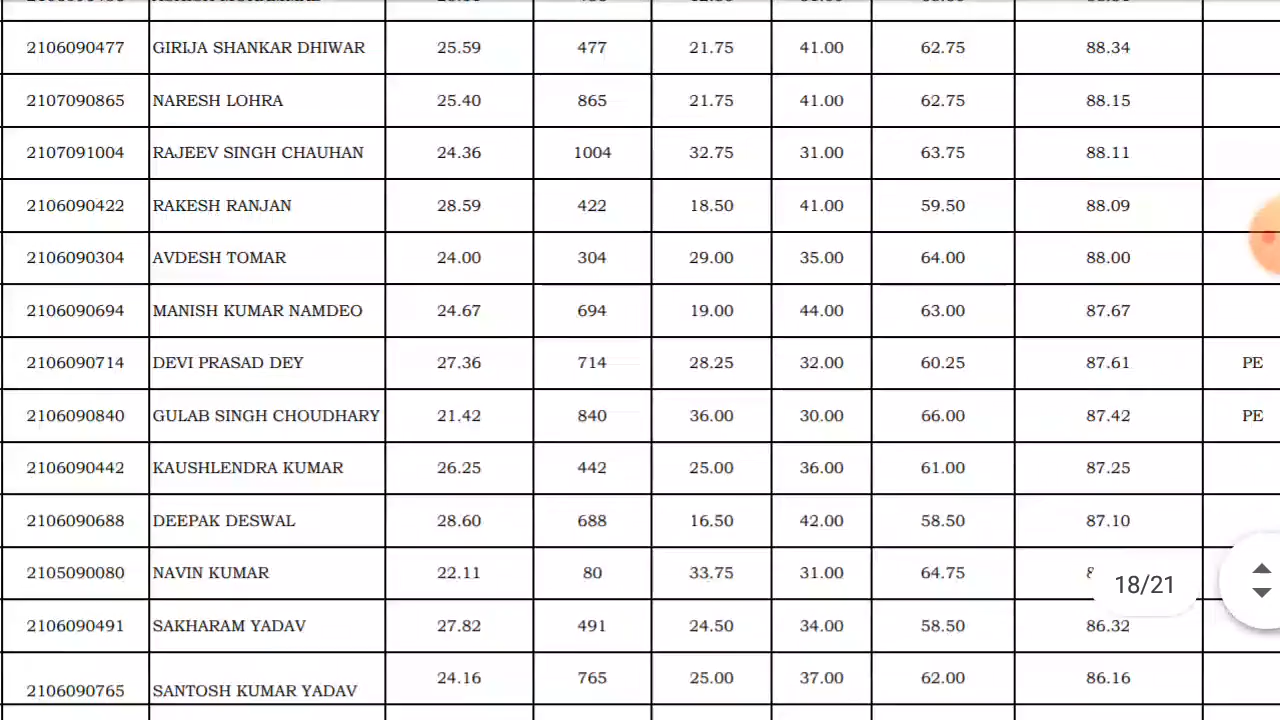 2106090477 GIRIJA SHANKAR DHIWAR 25.59 477 21.75 41.00 62.75 88.34
2107090865 NARESH LOHRA 25.40 865 21.75 41.00 62.75 88.15
2107091004 RAJEEV SINGH CHAUHAN 24.36 1004 32.75 31.00 63.75 88.11
2106090422 RAKESH RANJAN 28.59 422 18.50 41.00 59.50 88.09
2106090304 AVDESH TOMAR 24.00 304 29.00 35.00 64.00 88.00
2106090694 MANISH KUMAR NAMDEO 24.67 694 19.00 44.00 63.00 87.67
2106090714 DEVI PRASAD DEY 27.36 714 28.25 32.00 60.25 87.61 PE
2106090840 GULAB SINGH CHOUDHARY 21.42 840 36.00 30.00 66.00 87.42 PE
2106090442 KAUSHLENDRA KUMAR 26.25 442 25.00 36.00 61.00 87.25
2106090688 DEEPAK DESWAL 28.60 688 16.50 42.00 58.50 87.10
2105090080 NAVIN KUMAR 22.11 80 33.75 31.00 64.75
18/21
2106090491 SAKHARAM YADAV 27.82 491 24.50 34.00 58.50 86.32
2106090765 SANTOSH KUMAR YADAV 24.16 765 25.00 37.00 62.00 86.16